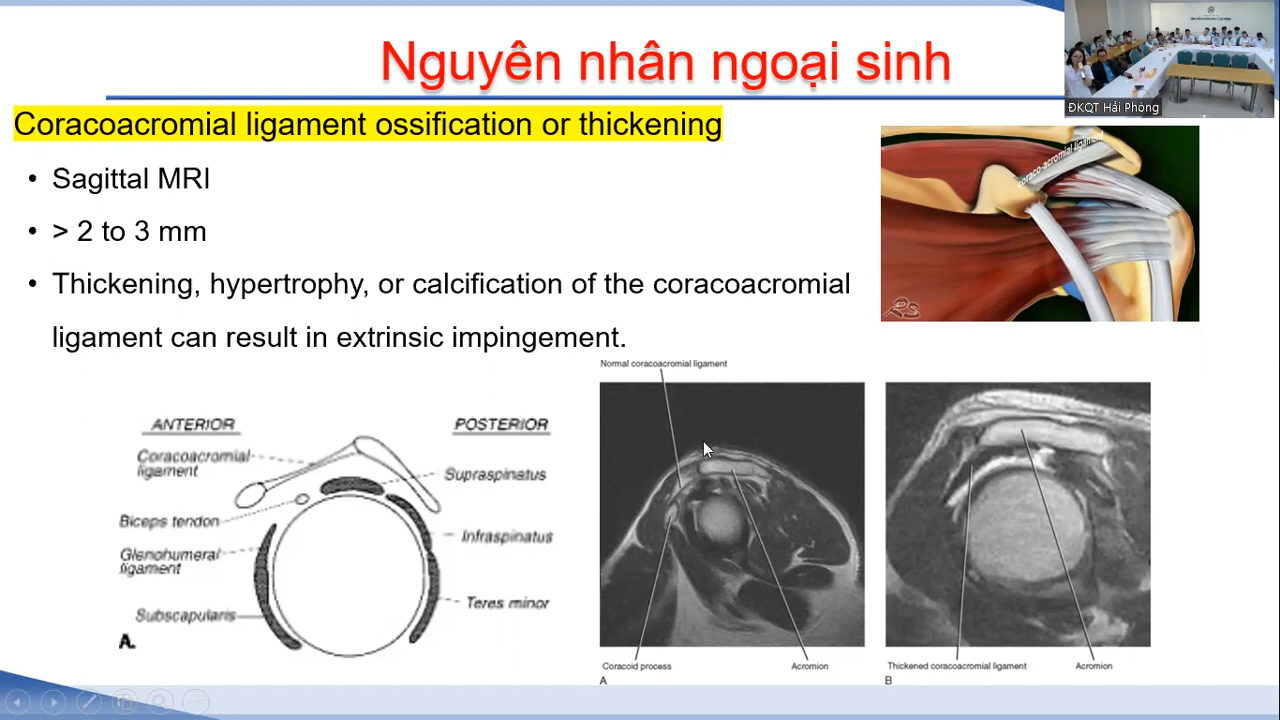 Nguyên nhân ngoại sinh
ĐKQT Hải Phòng
Coracoacromial ligament ossification or thickening
• Sagittal MRI
• > 2 to 3 mm
• Thickening, hypertrophy, or calcification of the coracoacromial
ligament can result in extrinsic impingement.
coraco-acromial ligament
ANTERIOR
POSTERIOR
Coracoacromial
ligament
Supraspinatus
Biceps tendon
Infraspinatus
Glenohumeral
ligament
Teres minor
Subscapularis
A.
Normal coracoacromial ligament
Coracoid process
Acromion
A
Thickened coracoacromial ligament
Acromion
B